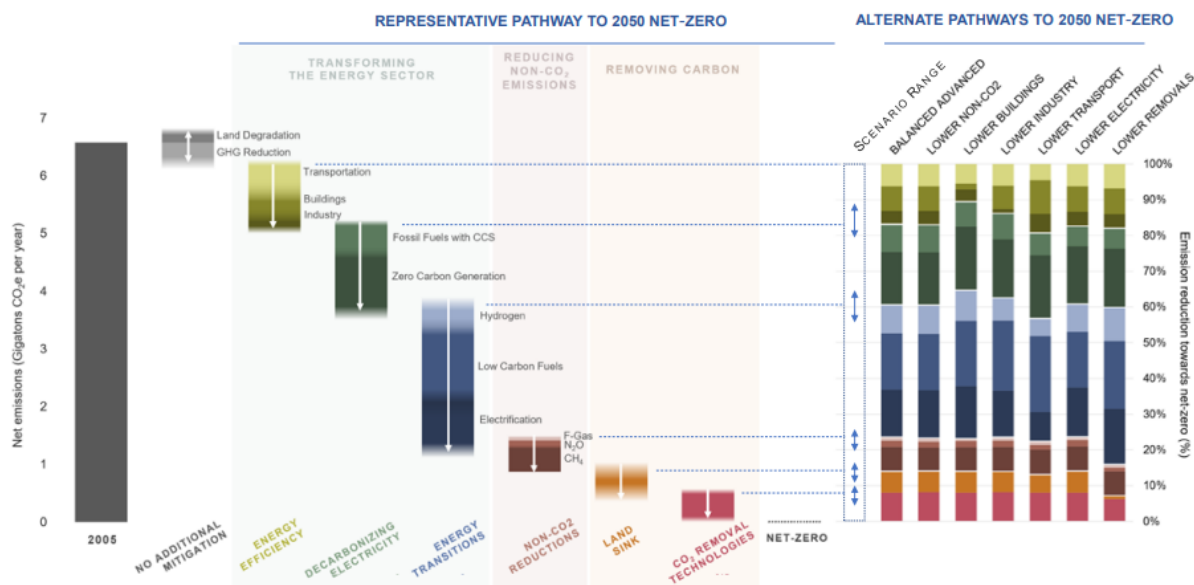 REPRESENTATIVE PATHWAY TO 2050 NET-ZERO
ALTERNATE PATHWAYS TO 2050 NET-ZERO
TRANSFORMING
THE ENERGY SECTOR
REDUCING
NON-CO₂
EMISSIONS
REMOVING CARBON
Net emissions (Gigatons CO₂e per year)
7
6
5
4
3
2
1
0
Land Degradation
GHG Reduction
Transportation
Buildings
Industry
Fossil Fuels with CCS
Zero Carbon Generation
Hydrogen
Low Carbon Fuels
Electrification
F-Gas
N₂O
CH₄
2005
NO ADDITIONAL
MITIGATION
ENERGY
EFFICIENCY
DECARBONIZING
ELECTRICITY
ENERGY
TRANSITIONS
NON-CO2
REDUCTIONS
LAND
SINK
CO₂ REMOVAL
TECHNOLOGIES
NET-ZERO
SCENARIO RANGE
BALANCED ADVANCED
LOWER NON-CO2
LOWER BUILDINGS
LOWER INDUSTRY
LOWER TRANSPORT
LOWER ELECTRICITY
LOWER REMOVALS
100%
90%
80%
70%
60%
50%
40%
30%
20%
10%
0%
Emission reduction towards net-zero (%)